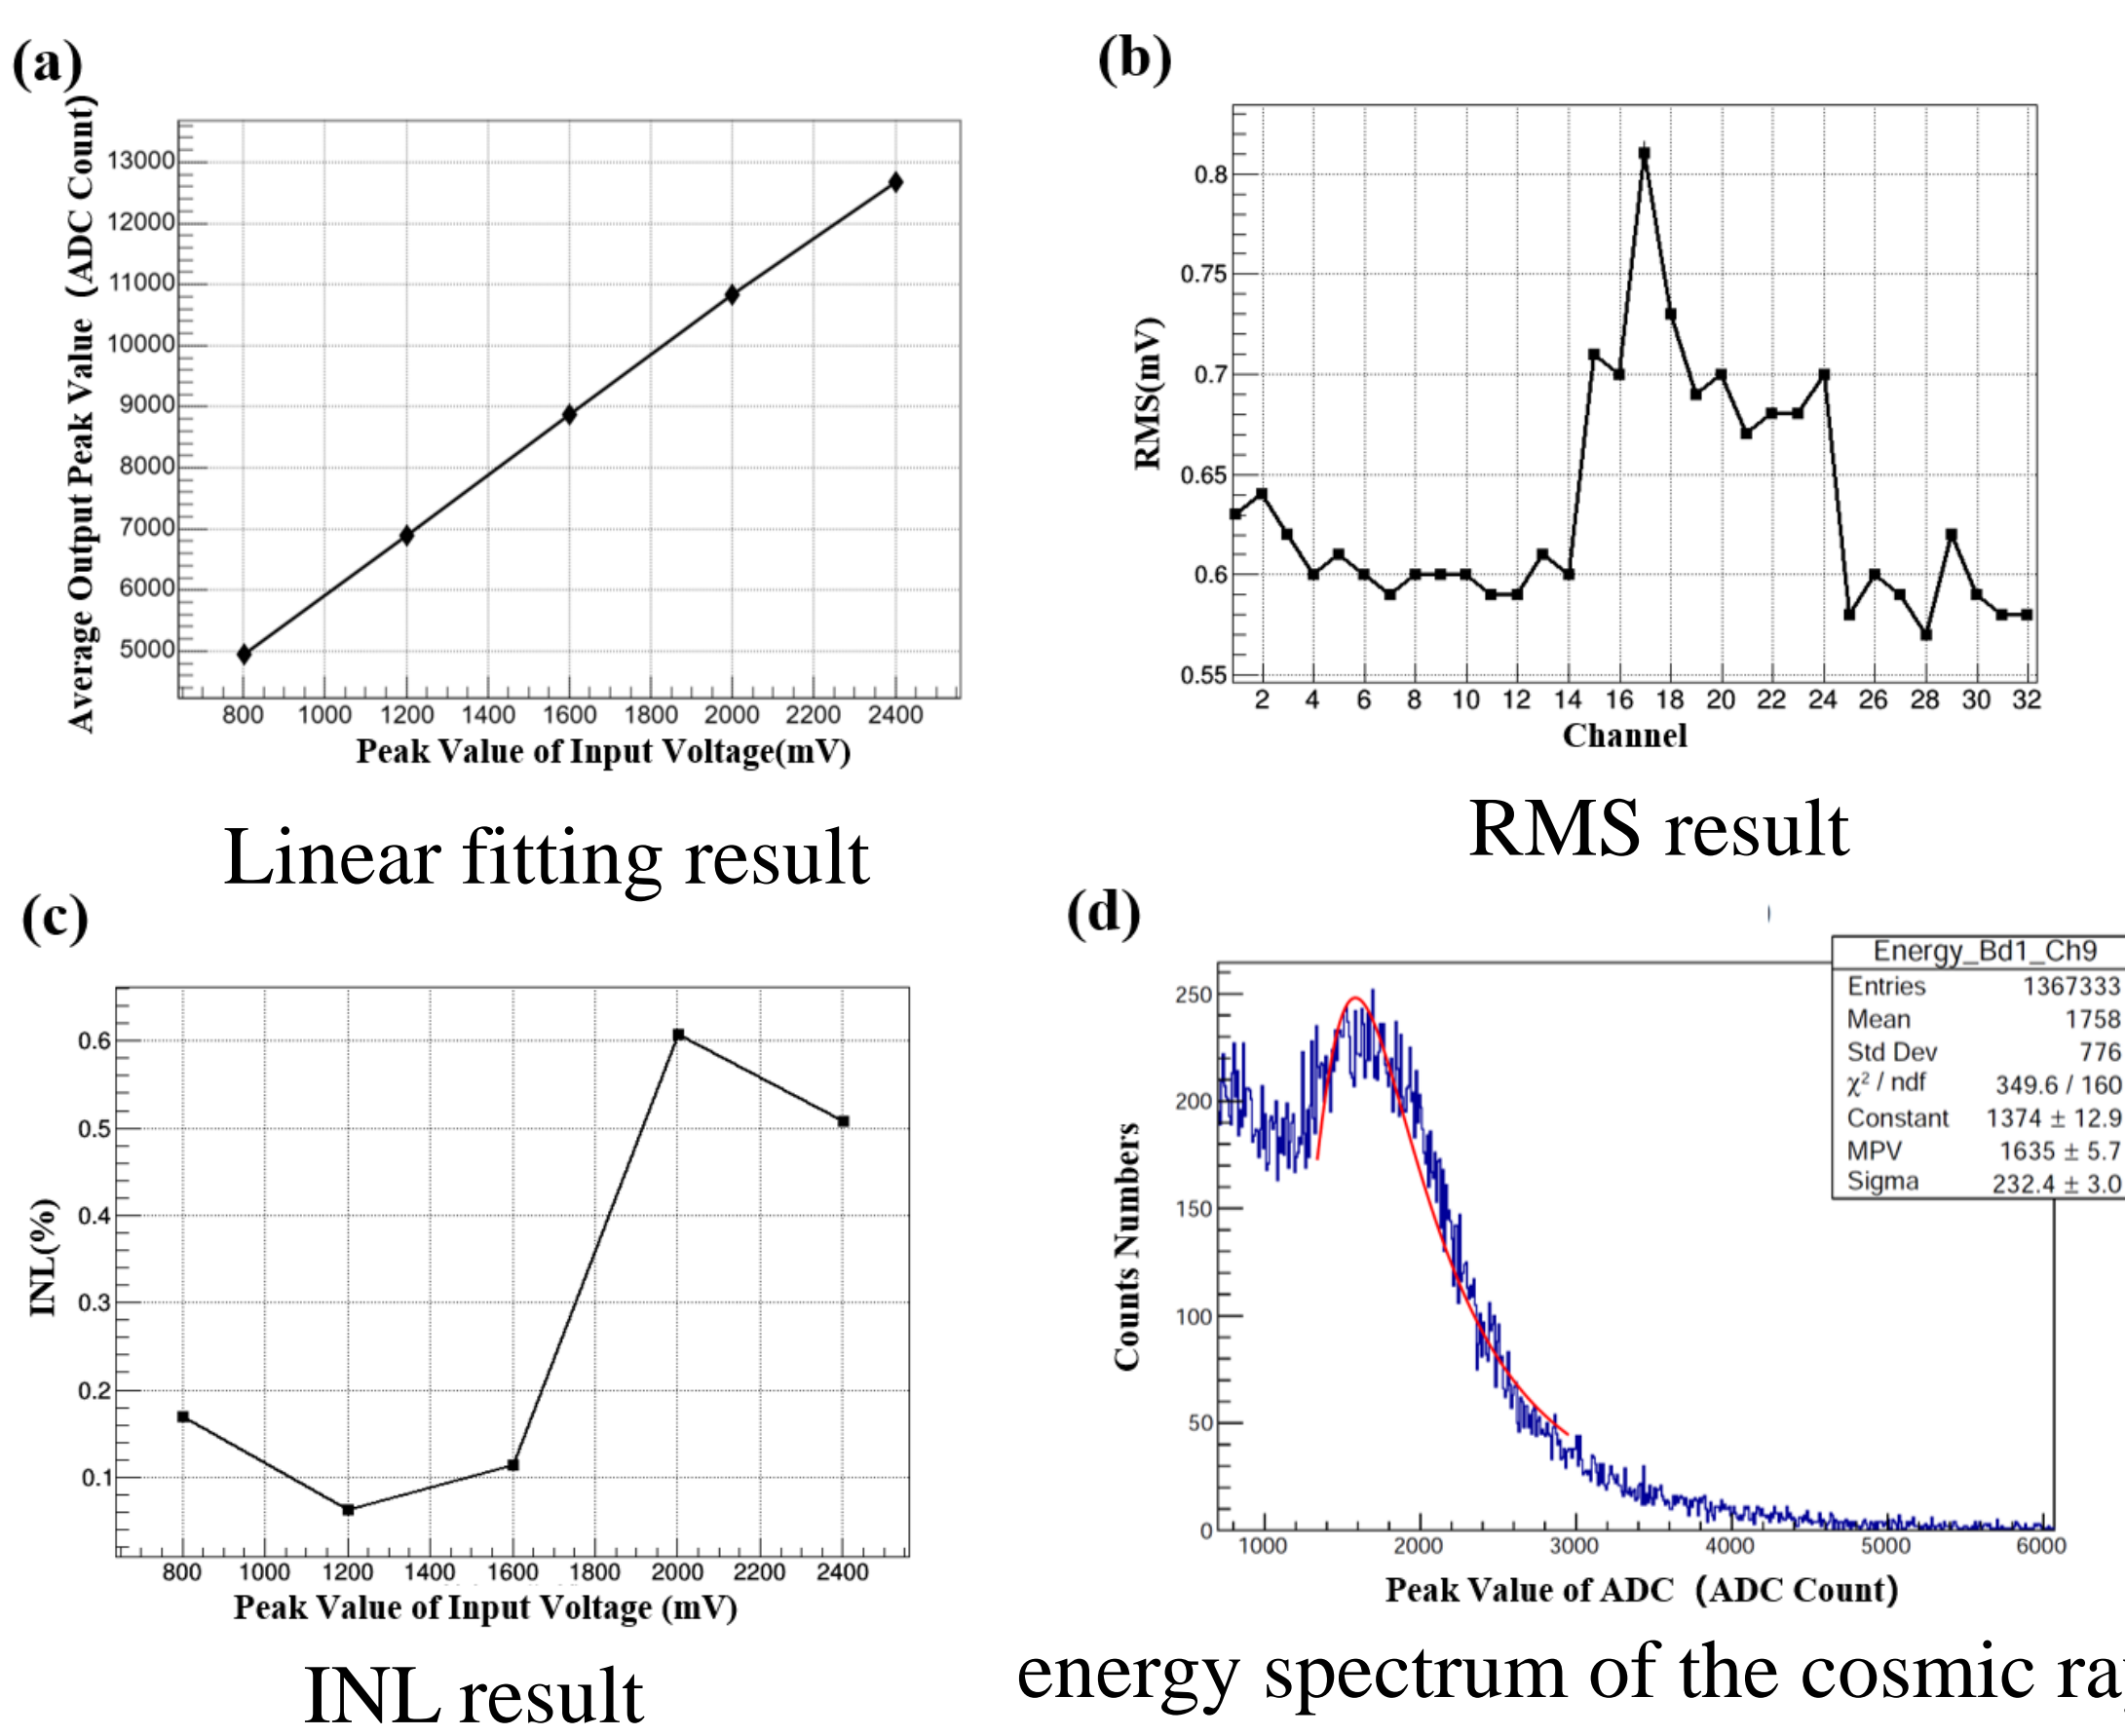 (a)
Average Output Peak Value (ADC Count)
13000
12000
11000
10000
9000
8000
7000
6000
5000
800 1000 1200 1400 1600 1800 2000 2200 2400
Peak Value of Input Voltage(mV)
Linear fitting result
(b)
RMS(mV)
0.8
0.75
0.7
0.65
0.6
0.55
2 4 6 8 10 12 14 16 18 20 22 24 26 28 30 32
Channel
RMS result
(c)
INL(%)
0.6
0.5
0.4
0.3
0.2
0.1
800 1000 1200 1400 1600 1800 2000 2200 2400
Peak Value of Input Voltage (mV)
INL result
(d)
Energy_Bd1_Ch9
Entries 1367333
Mean 1758
Std Dev 776
χ² / ndf 349.6 / 160
Constant 1374 ± 12.9
MPV 1635 ± 5.7
Sigma 232.4 ± 3.0
Counts Numbers
250
200
150
100
50
0
1000 2000 3000 4000 5000 6000
Peak Value of ADC (ADC Count)
energy spectrum of the cosmic ra